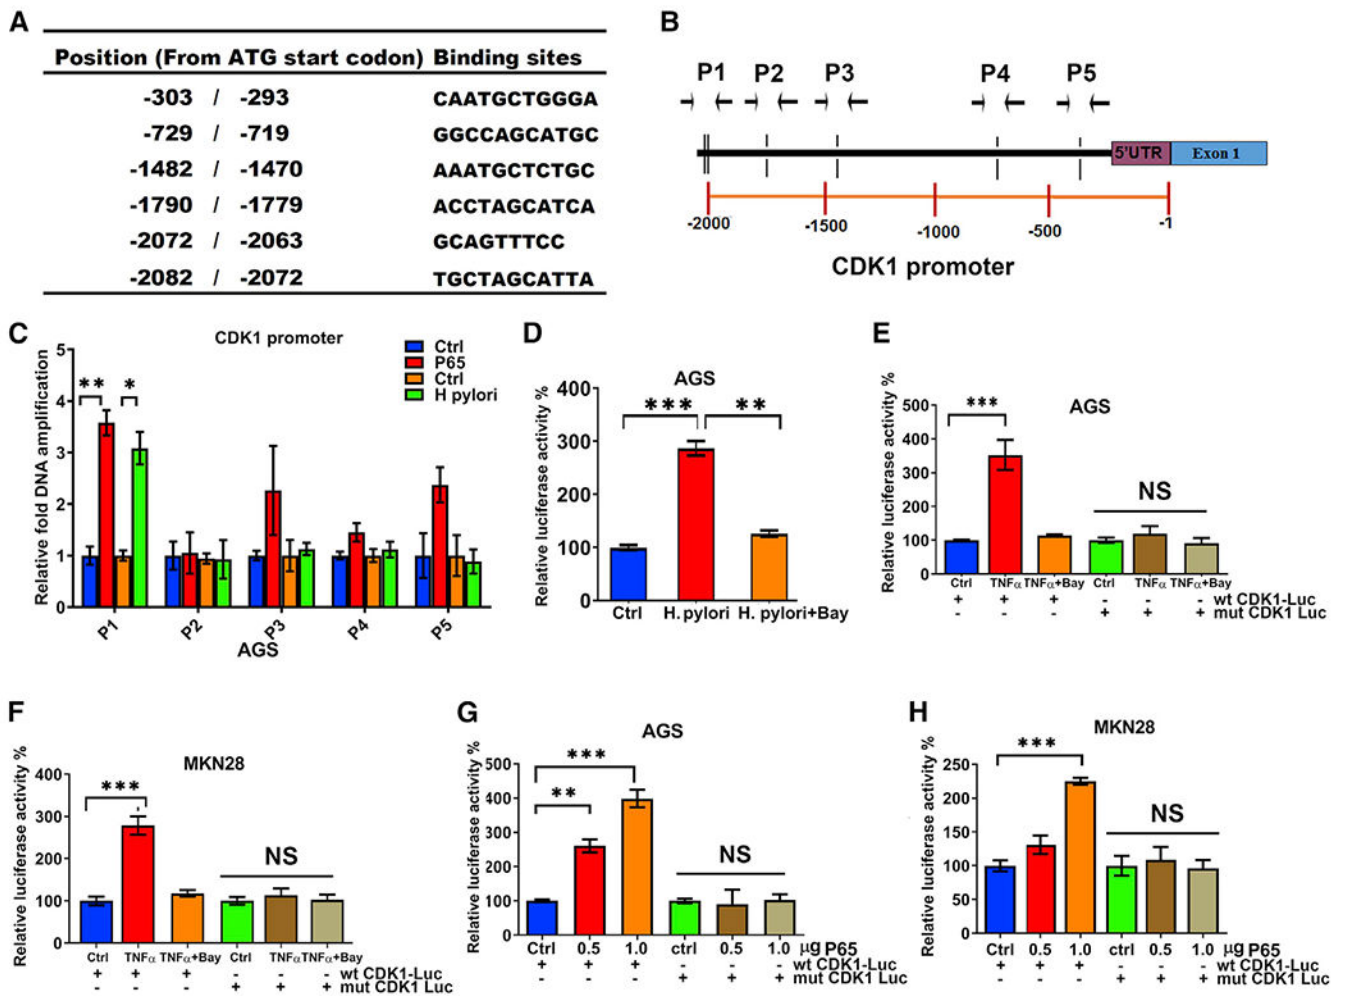 A
Position (From ATG start codon) Binding sites
-303 / -293 CAATGCTGGGA
-729 / -719 GGCCAGCATGC
-1482 / -1470 AAATGCTCTGC
-1790 / -1779 ACCTAGCATCA
-2072 / -2063 GCAGTTTCC
-2082 / -2072 TGCTAGCATTA
B
P1 P2 P3 P4 P5
5'UTR Exon 1
-2000 -1500 -1000 -500 -1
CDK1 promoter
C
CDK1 promoter
Ctrl
P65
Ctrl
H pylori
Relative fold DNA amplification
5
4
3
2
1
0
** *
P1 P2 P3 P4 P5
AGS
D
AGS
Relative luciferase activity %
400
300
200
100
0
*** **
Ctrl H. pylori H. pylori+Bay
E
AGS
Relative luciferase activity %
500
400
300
200
100
0
***
NS
Ctrl TNFα TNFα+Bay Ctrl TNFα TNFα+Bay
+ + + - - - wt CDK1-Luc
- - - + + + mut CDK1 Luc
F
MKN28
Relative luciferase activity %
400
300
200
100
0
***
NS
Ctrl TNFα TNFα+Bay Ctrl TNFα TNFα+Bay
+ + + - - - wt CDK1-Luc
- - - + + + mut CDK1 Luc
G
AGS
Relative luciferase activity %
500
400
300
200
100
0
***
**
NS
Ctrl 0.5 1.0 ctrl 0.5 1.0 μg P65
+ + + - - - wt CDK1-Luc
- - - + + + mut CDK1 Luc
H
MKN28
Relative luciferase activity %
250
200
150
100
50
0
***
NS
Ctrl 0.5 1.0 ctrl 0.5 1.0 μg P65
+ + + - - - wt CDK1-Luc
- - - + + + mut CDK1 Luc